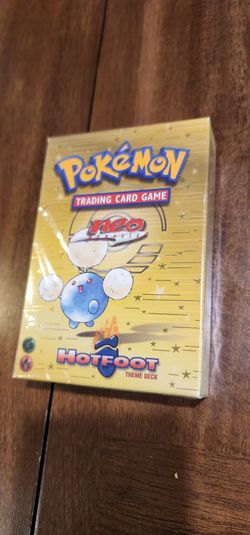 POKéMON
TRADING CARD GAME
neo
HOTFOOT
THEME DECK